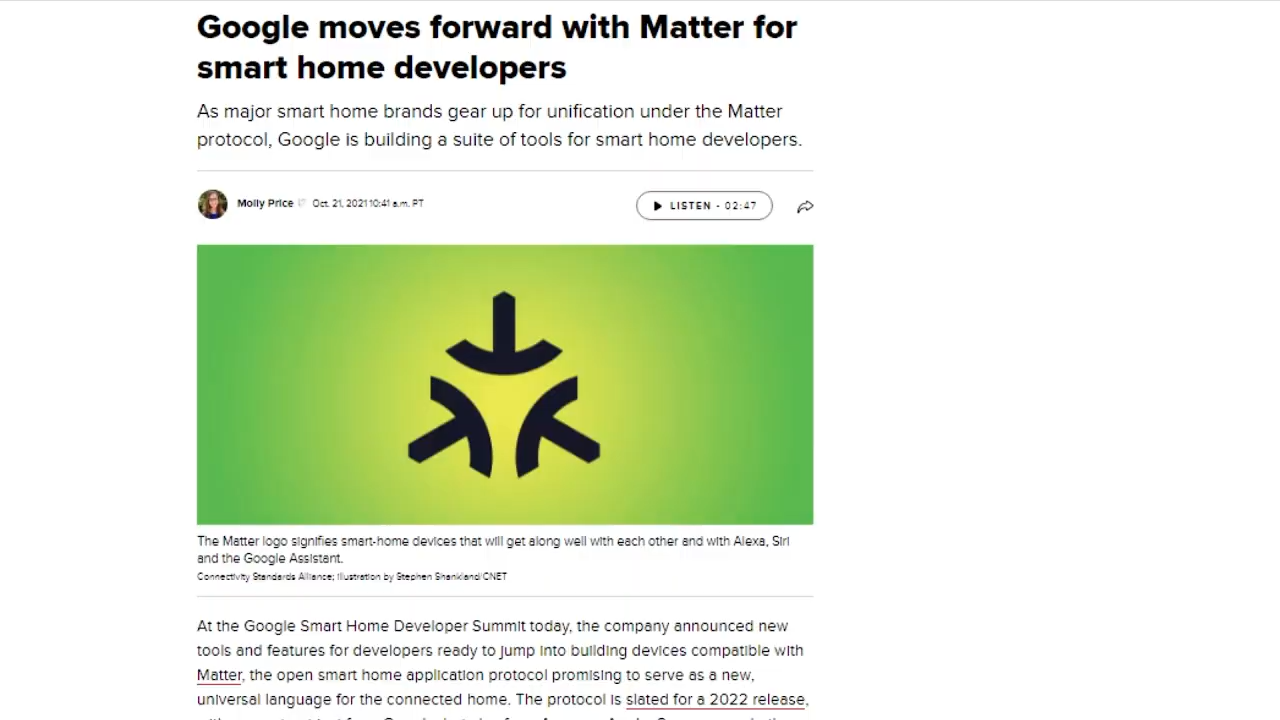 Google moves forward with Matter for
smart home developers
As major smart home brands gear up for unification under the Matter
protocol, Google is building a suite of tools for smart home developers.
Molly Price Oct. 21, 2021 10:41 a.m. PT
LISTEN - 02:47
The Matter logo signifies smart-home devices that will get along well with each other and with Alexa, Siri
and the Google Assistant.
Connectivity Standards Alliance; illustration by Stephen Shankland/CNET
At the Google Smart Home Developer Summit today, the company announced new
tools and features for developers ready to jump into building devices compatible with
Matter, the open smart home application protocol promising to serve as a new,
universal language for the connected home. The protocol is slated for a 2022 release,